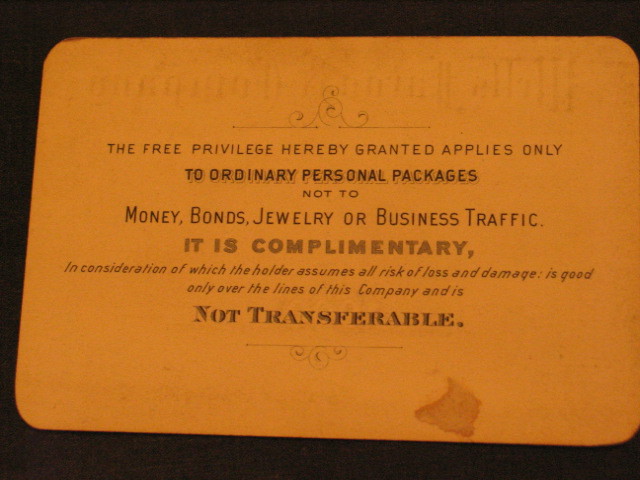 THE FREE PRIVILEGE HEREBY GRANTED APPLIES ONLY
TO ORDINARY PERSONAL PACKAGES
NOT TO
MONEY, BONDS, JEWELRY OR BUSINESS TRAFFIC.
IT IS COMPLIMENTARY,
In consideration of which the holder assumes all risk of loss and damage: is good
only over the lines of this Company and is
NOT TRANSFERABLE.